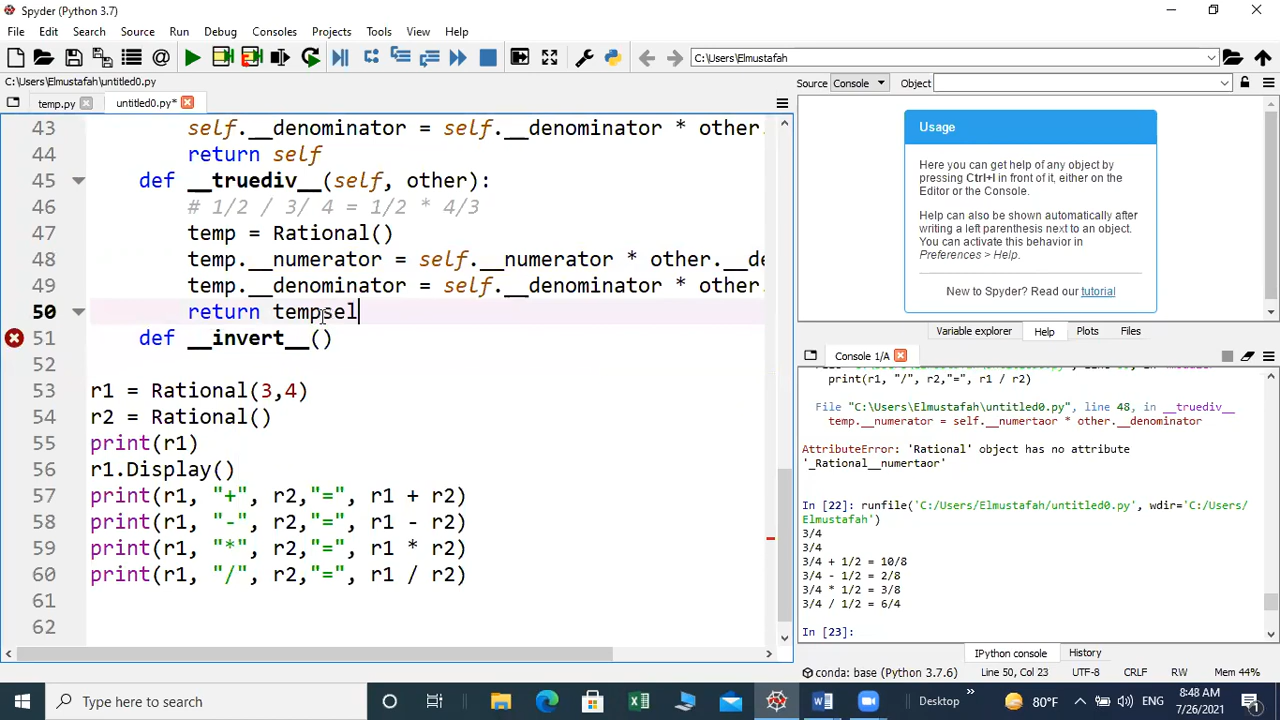 Spyder (Python 3.7)
File Edit Search Source Run Debug Consoles Projects Tools View Help
C:\Users\Elmustafah
C:\Users\Elmustafah\untitled0.py
temp.py untitled0.py*
43 self.__denominator = self.__denominator * other.
44 return self
45 def __truediv__(self, other):
46 # 1/2 / 3/ 4 = 1/2 * 4/3
47 temp = Rational()
48 temp.__numerator = self.__numerator * other.__de
49 temp.__denominator = self.__denominator * other.
50 return tempsel
51 def __invert__()
52
53 r1 = Rational(3,4)
54 r2 = Rational()
55 print(r1)
56 r1.Display()
57 print(r1, "+", r2,"=", r1 + r2)
58 print(r1, "-", r2,"=", r1 - r2)
59 print(r1, "*", r2,"=", r1 * r2)
60 print(r1, "/", r2,"=", r1 / r2)
61
62
Source Console Object
Usage
Here you can get help of any object by
pressing Ctrl+I in front of it, either on the
Editor or the Console.
Help can also be shown automatically after
writing a left parenthesis next to an object.
You can activate this behavior in
Preferences > Help.
New to Spyder? Read our tutorial
Variable explorer Help Plots Files
Console 1/A
print(r1, "/", r2,"=", r1 / r2)
File "C:\Users\Elmustafah\untitled0.py", line 48, in __truediv__
temp.__numerator = self.__numertaor * other.__denominator
AttributeError: 'Rational' object has no attribute
'_Rational__numertaor'
In [22]: runfile('C:/Users/Elmustafah/untitled0.py', wdir='C:/Users/
Elmustafah')
3/4
3/4
3/4 + 1/2 = 10/8
3/4 - 1/2 = 2/8
3/4 * 1/2 = 3/8
3/4 / 1/2 = 6/4
In [23]:
IPython console History
conda: base (Python 3.7.6) Line 50, Col 23 UTF-8 CRLF RW Mem 44%
Type here to search
Desktop » 80°F ENG 8:48 AM
7/26/2021